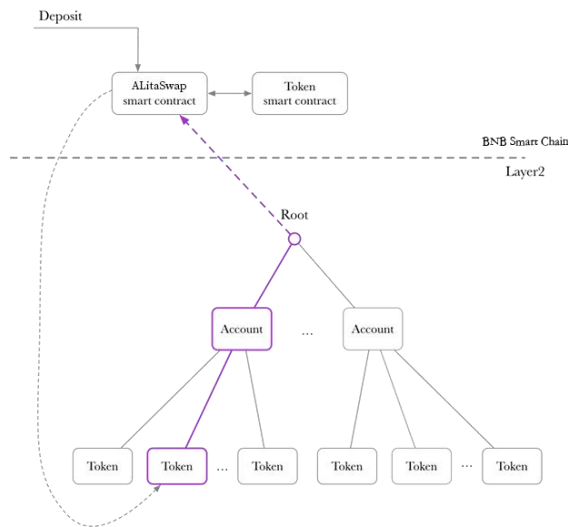 Deposit
ALitaSwap
smart contract
Token
smart contract
BNB Smart Chain
Layer2
Root
Account
...
Account
Token
Token
...
Token
Token
Token
...
Token